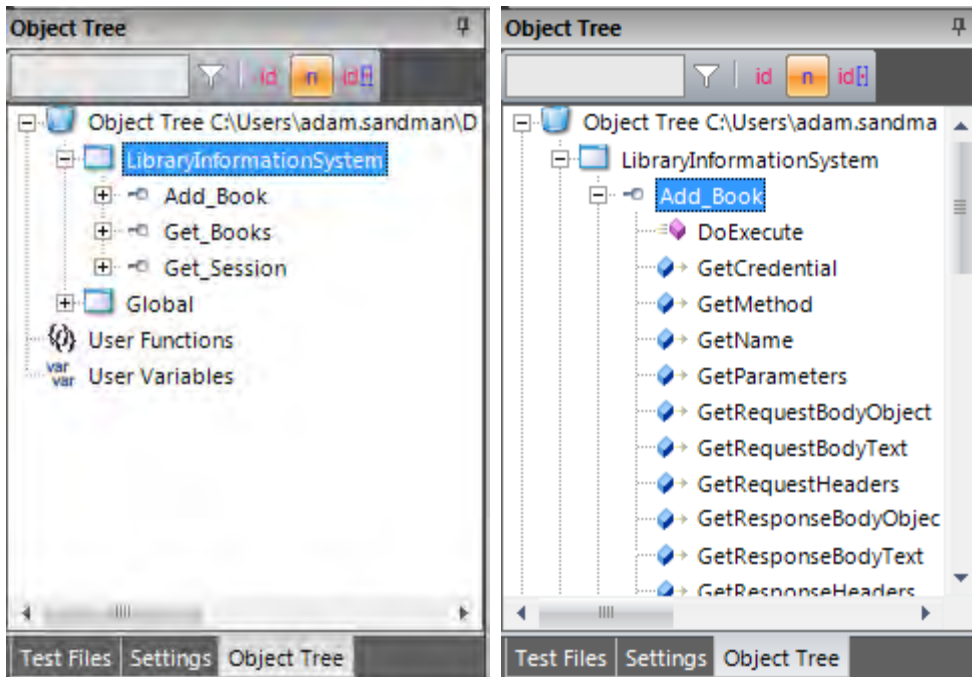 Object Tree
id n id
Object Tree C:\Users\adam.sandman\D
LibraryInformationSystem
Add_Book
Get_Books
Get_Session
Global
{()} User Functions
var
var User Variables
Test Files Settings Object Tree
Object Tree
id n id
Object Tree C:\Users\adam.sandma
LibraryInformationSystem
Add_Book
DoExecute
GetCredential
GetMethod
GetName
GetParameters
GetRequestBodyObject
GetRequestBodyText
GetRequestHeaders
GetResponseBodyObjec
GetResponseBodyText
GetResponseHeaders
Test Files Settings Object Tree